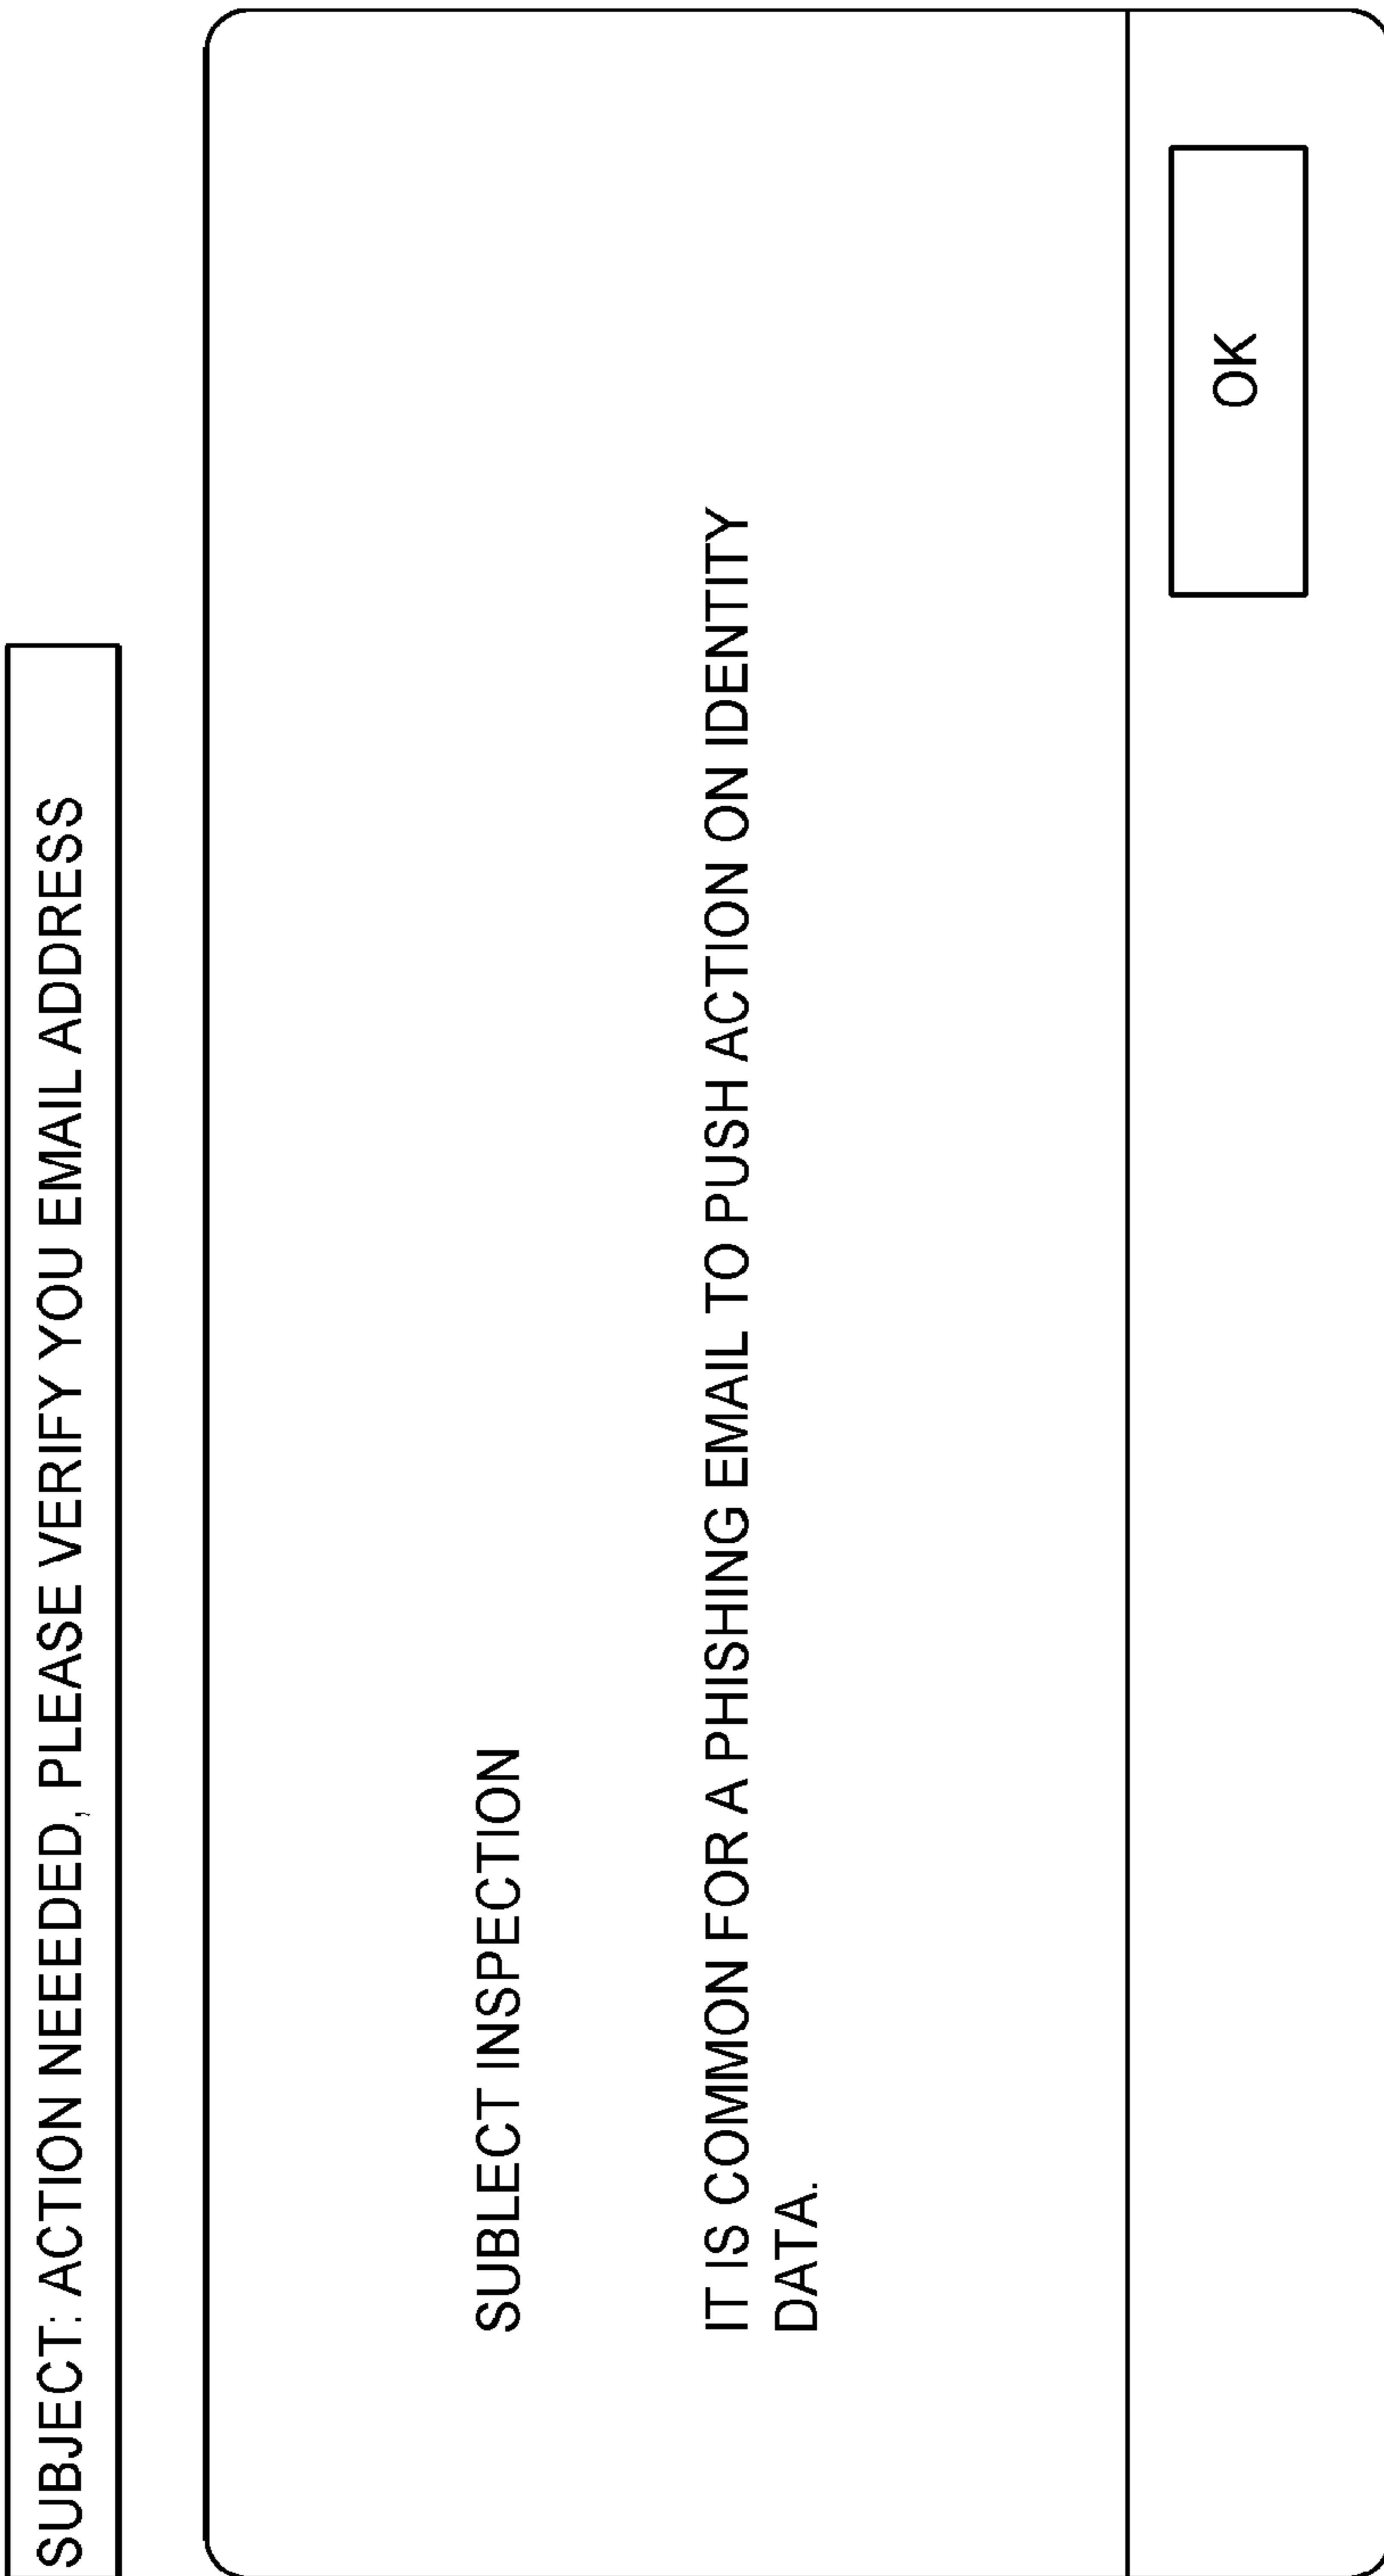 SUBJECT: ACTION NEEEDED, PLEASE VERIFY YOU EMAIL ADDRESS
SUBLECT INSPECTION
IT IS COMMON FOR A PHISHING EMAIL TO PUSH ACTION ON IDENTITY
DATA.
OK